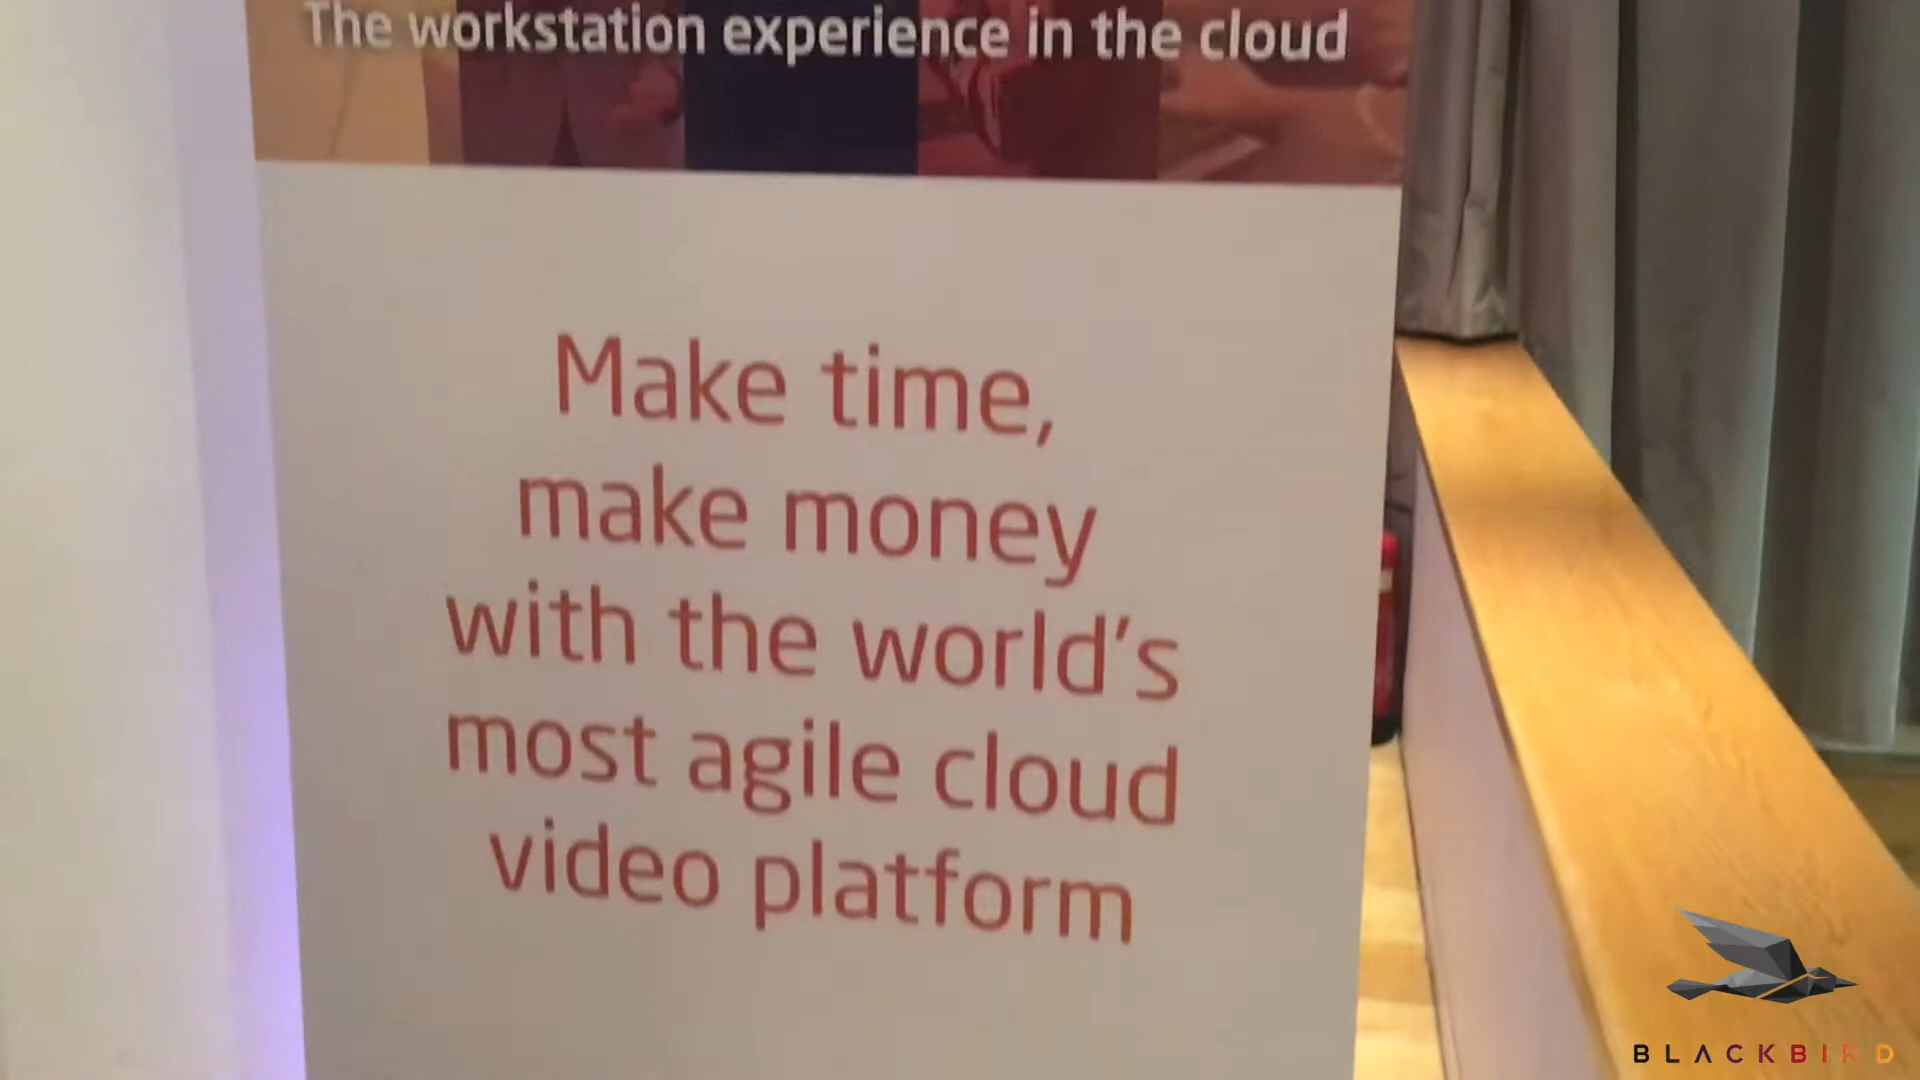 The workstation experience in the cloud
Make time,
make money
with the world's
most agile cloud
video platform
BLACKBIRD